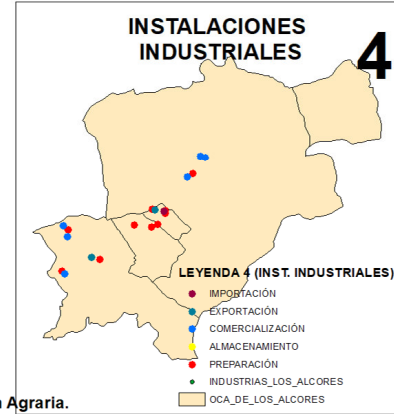 INSTALACIONES
INDUSTRIALES
4
LEYENDA 4 (INST. INDUSTRIALES)
IMPORTACIÓN
EXPORTACIÓN
COMERCIALIZACIÓN
ALMACENAMIENTO
PREPARACIÓN
INDUSTRIAS_LOS_ALCORES
OCA_DE_LOS_ALCORES
Agraria.